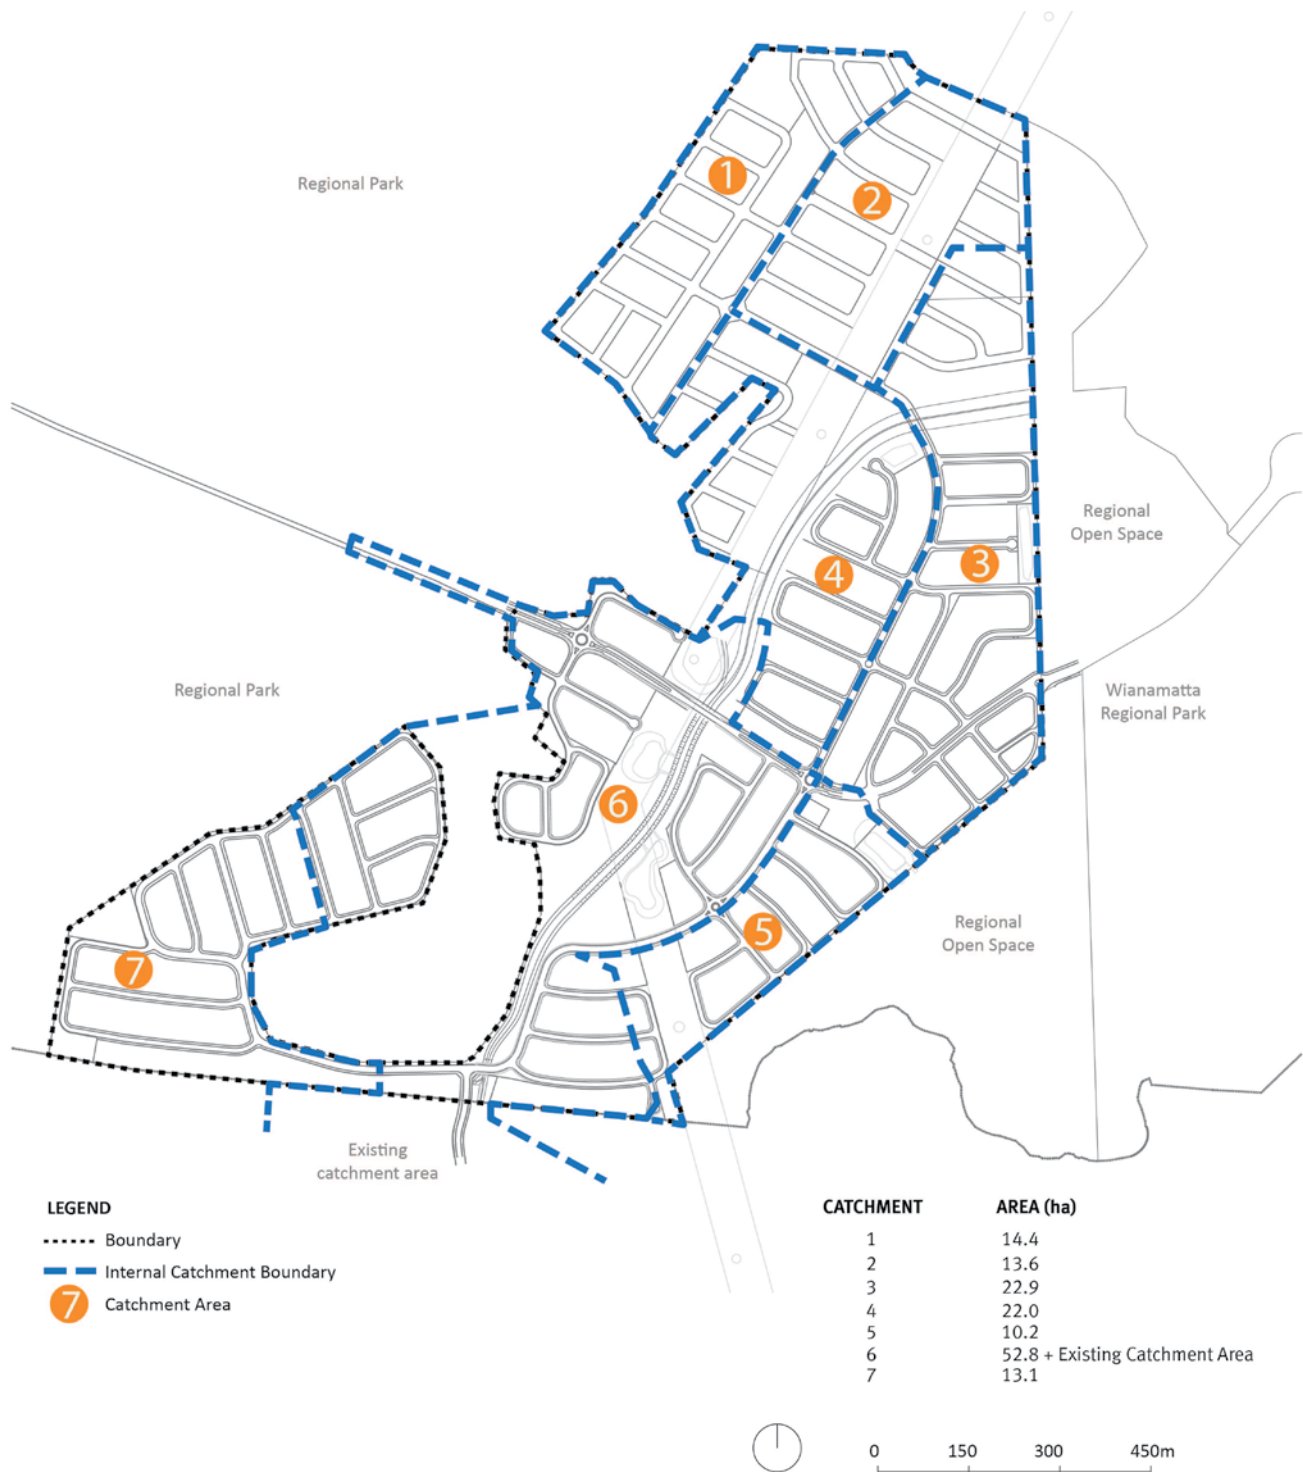 1
2
Regional Park
Regional
Open Space
3
4
Regional Park
Wianamatta
Regional Park
6
5
Regional
Open Space
7
Existing
catchment area
LEGEND
Boundary
Internal Catchment Boundary
7 Catchment Area
CATCHMENT AREA (ha)
1 14.4
2 13.6
3 22.9
4 22.0
5 10.2
6 52.8 + Existing Catchment Area
7 13.1
0 150 300 450m